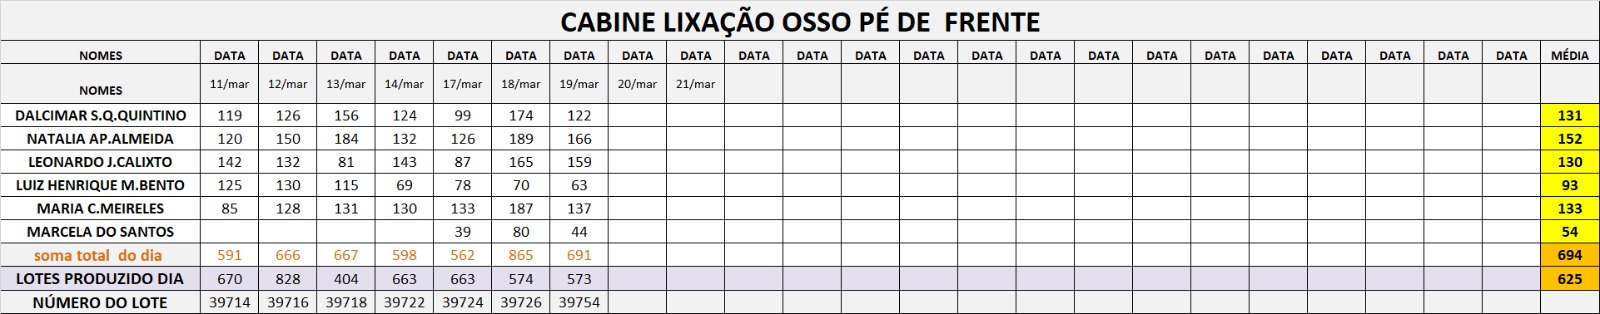 CABINE LIXAÇÃO OSSO PÉ DE  FRENTE
NOMES DATA DATA DATA DATA DATA DATA DATA DATA DATA DATA DATA DATA DATA DATA DATA DATA DATA DATA DATA DATA DATA DATA DATA MÉDIA
NOMES 11/mar 12/mar 13/mar 14/mar 17/mar 18/mar 19/mar 20/mar 21/mar
DALCIMAR S.Q.QUINTINO 119 126 156 124 99 174 122 131
NATALIA AP.ALMEIDA 120 150 184 132 126 189 166 152
LEONARDO J.CALIXTO 142 132 81 143 87 165 159 130
LUIZ HENRIQUE M.BENTO 125 130 115 69 78 70 63 93
MARIA C.MEIRELES 85 128 131 130 133 187 137 133
MARCELA DO SANTOS 39 80 44 54
soma total  do dia 591 666 667 598 562 865 691 694
LOTES PRODUZIDO DIA 670 828 404 663 663 574 573 625
NÚMERO DO LOTE 39714 39716 39718 39722 39724 39726 39754